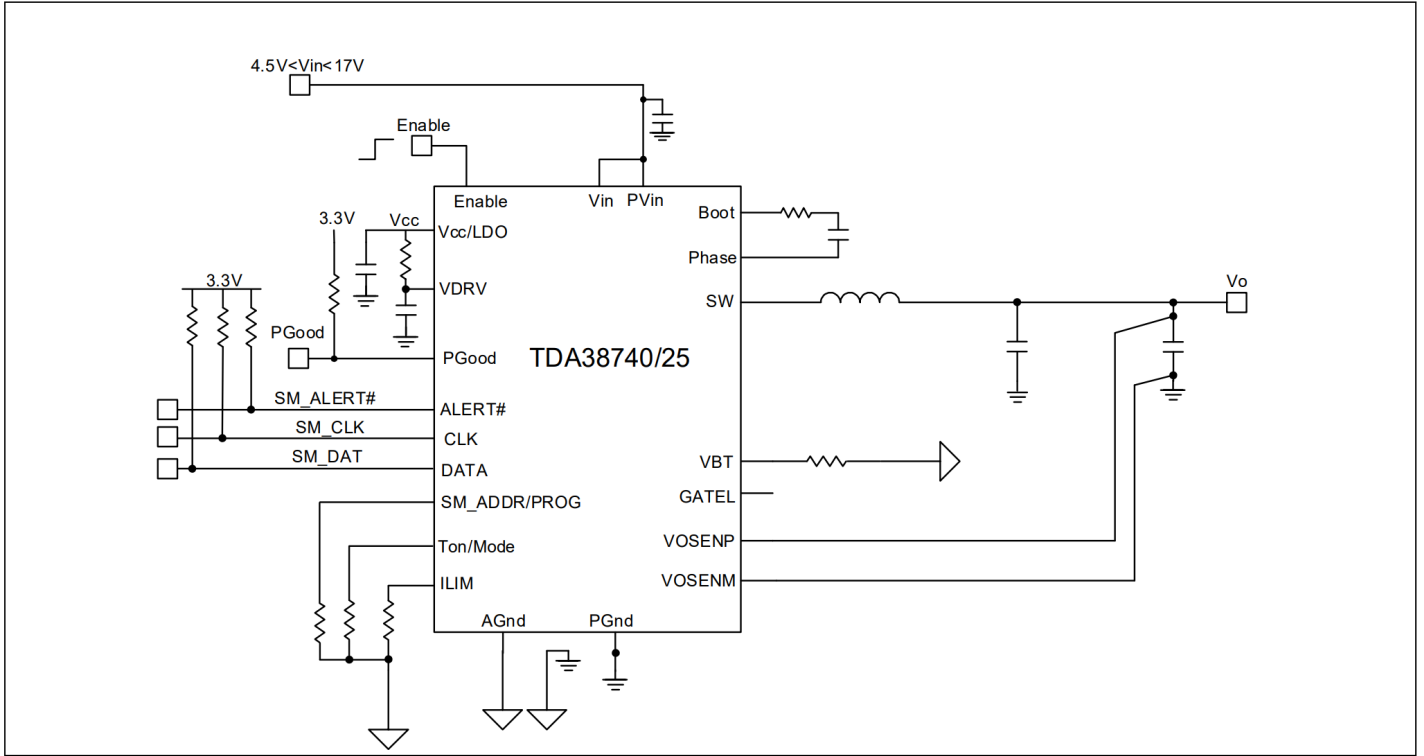 4.5V<Vin<17V
Enable
Enable
Vin
PVin
Boot
3.3V
Vcc
Vcc/LDO
Phase
3.3V
VDRV
SW
Vo
PGood
PGood
TDA38740/25
SM_ALERT#
ALERT#
SM_CLK
CLK
SM_DAT
DATA
VBT
SM_ADDR/PROG
GATEL
Ton/Mode
VOSENP
ILIM
VOSENM
AGnd
PGnd